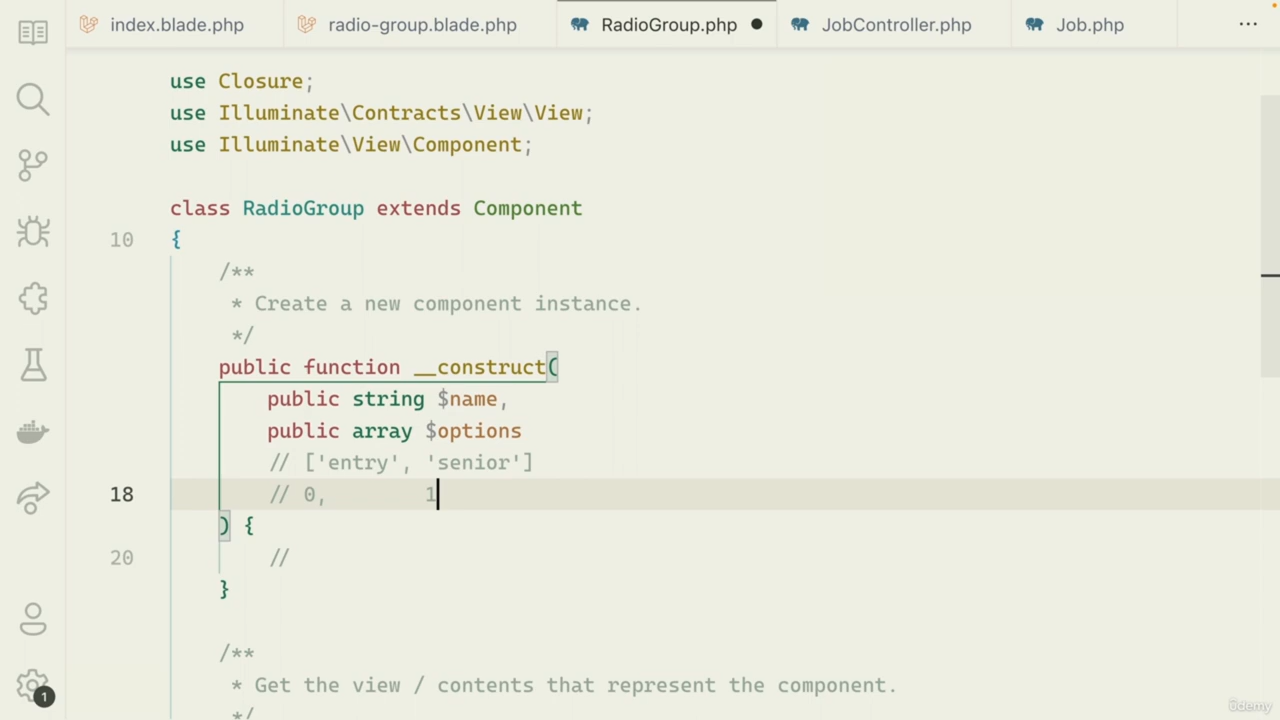 index.blade.php radio-group.blade.php RadioGroup.php JobController.php Job.php ...
use Closure;
use Illuminate\Contracts\View\View;
use Illuminate\View\Component;
class RadioGroup extends Component
10 {
/**
* Create a new component instance.
*/
public function __construct(
public string $name,
public array $options
// ['entry', 'senior']
18 // 0, 1
) {
20 //
}
/**
* Get the view / contents that represent the component.
*/
1
ûdemy